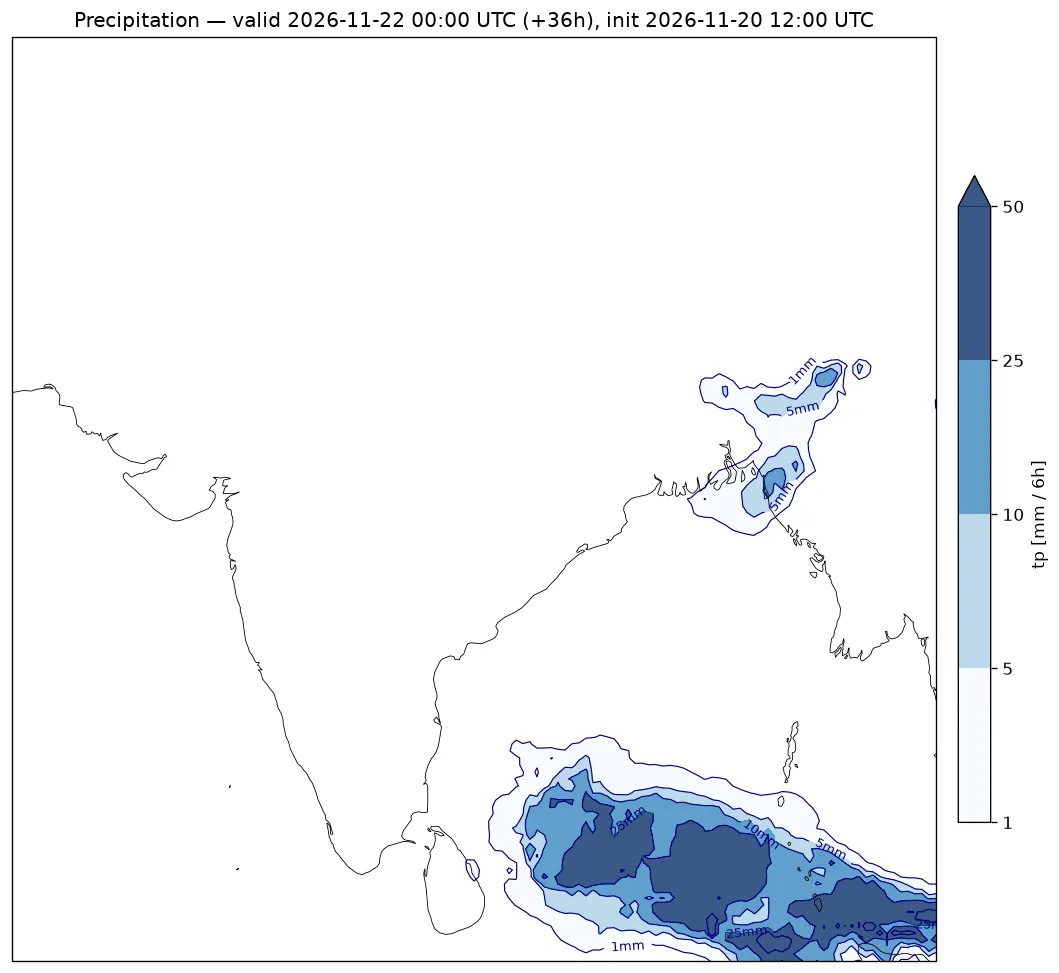 Precipitation — valid 2026-11-22 00:00 UTC (+36h), init 2026-11-20 12:00 UTC
50
25
10
5
1
tp [mm / 6h]
1mm
5mm
5mm
25mm
10mm
5mm
25mm
1mm